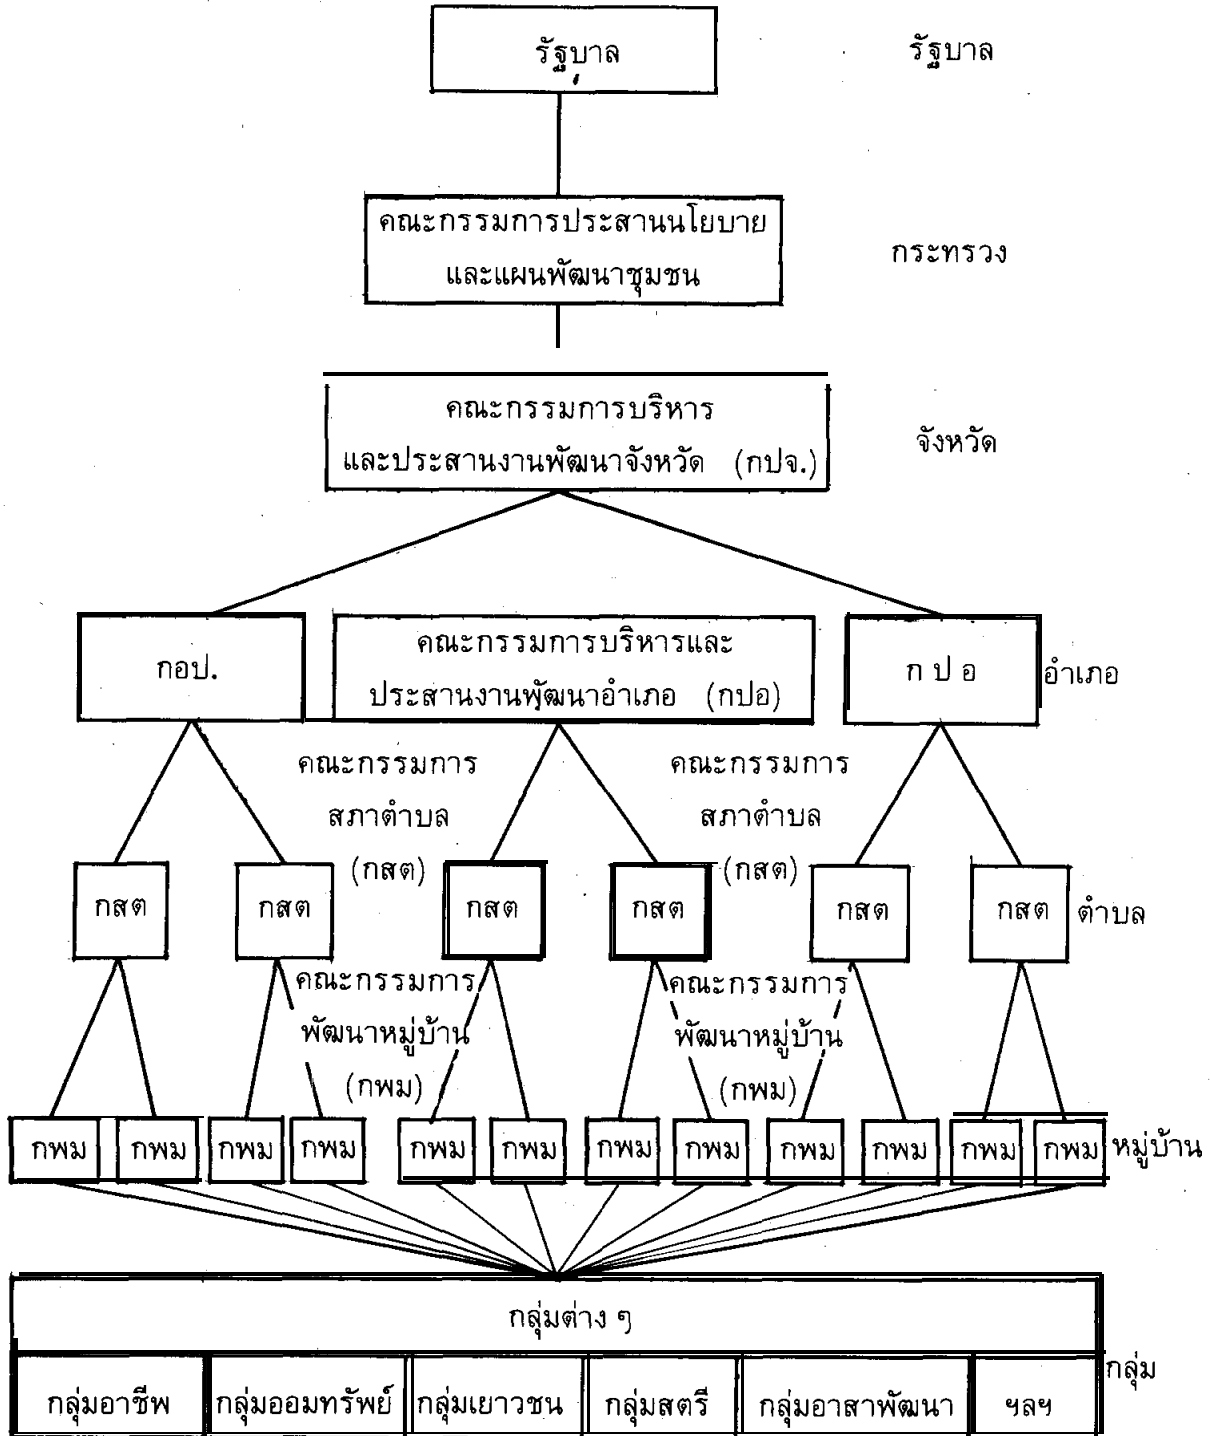 รัฐบาล
รัฐบาล
คณะกรรมการประสานนโยบาย
และแผนพัฒนาชุมชน
กระทรวง
คณะกรรมการบริหาร
และประสานงานพัฒนาจังหวัด (กปจ.)
จังหวัด
กอป.
คณะกรรมการบริหารและ
ประสานงานพัฒนาอำเภอ (กปอ)
ก ป อ
อำเภอ
คณะกรรมการ
สภาตำบล
(กสต)
คณะกรรมการ
สภาตำบล
(กสต)
กสต
กสต
กสต
กสต
กสต
กสต
ตำบล
คณะกรรมการ
พัฒนาหมู่บ้าน
(กพม)
คณะกรรมการ
พัฒนาหมู่บ้าน
(กพม)
กพม
กพม
กพม
กพม
กพม
กพม
กพม
กพม
กพม
กพม
กพม
กพม
หมู่บ้าน
กลุ่มต่าง ๆ
กลุ่ม
กลุ่มอาชีพ
กลุ่มออมทรัพย์
กลุ่มเยาวชน
กลุ่มสตรี
กลุ่มอาสาพัฒนา
ฯลฯ